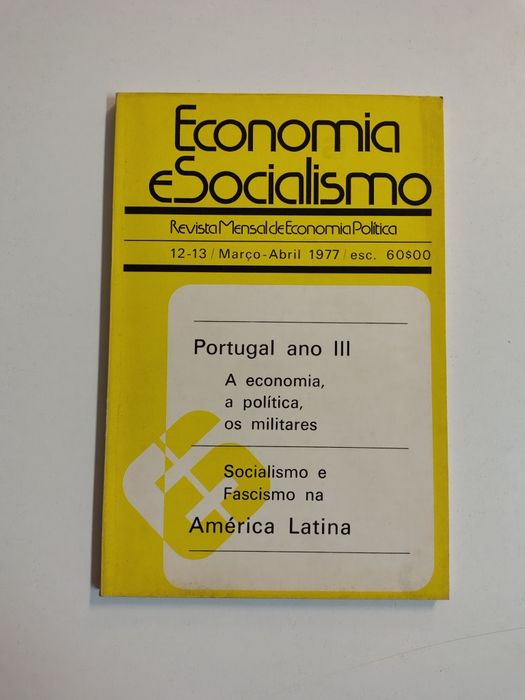 Economia
eSocialismo
Revista Mensal de Economia Política
12-13 / Março-Abril 1977 / esc. 60$00
Portugal ano III
A economia,
a política,
os militares
Socialismo e
Fascismo na
América Latina